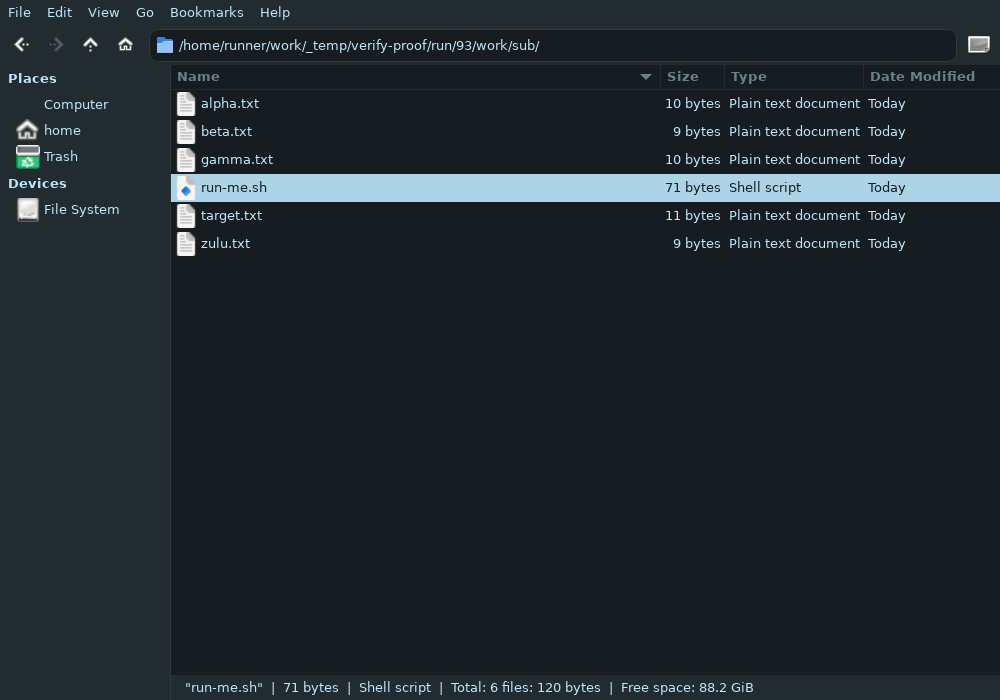 File Edit View Go Bookmarks Help
/home/runner/work/_temp/verify-proof/run/93/work/sub/
Places
Computer
home
Trash
Devices
File System
Name Size Type Date Modified
alpha.txt 10 bytes Plain text document Today
beta.txt 9 bytes Plain text document Today
gamma.txt 10 bytes Plain text document Today
run-me.sh 71 bytes Shell script Today
target.txt 11 bytes Plain text document Today
zulu.txt 9 bytes Plain text document Today
"run-me.sh" | 71 bytes | Shell script | Total: 6 files: 120 bytes | Free space: 88.2 GiB